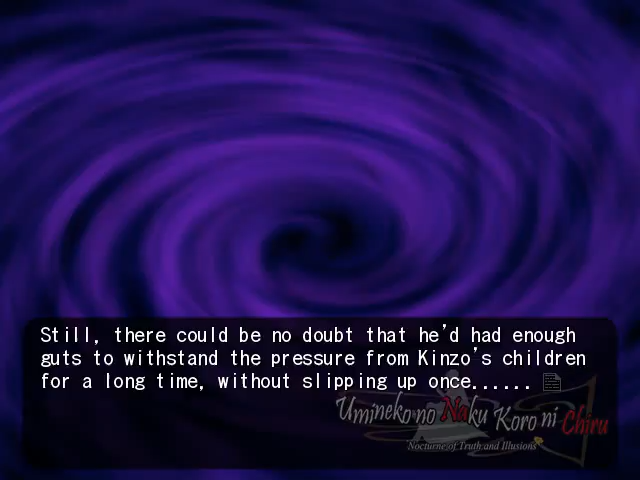 Still, there could be no doubt that he'd had enough
guts to withstand the pressure from Kinzo's children
for a long time, without slipping up once......
Umineko no Naku Koro ni Chiru
Nocturne of Truth and Illusions